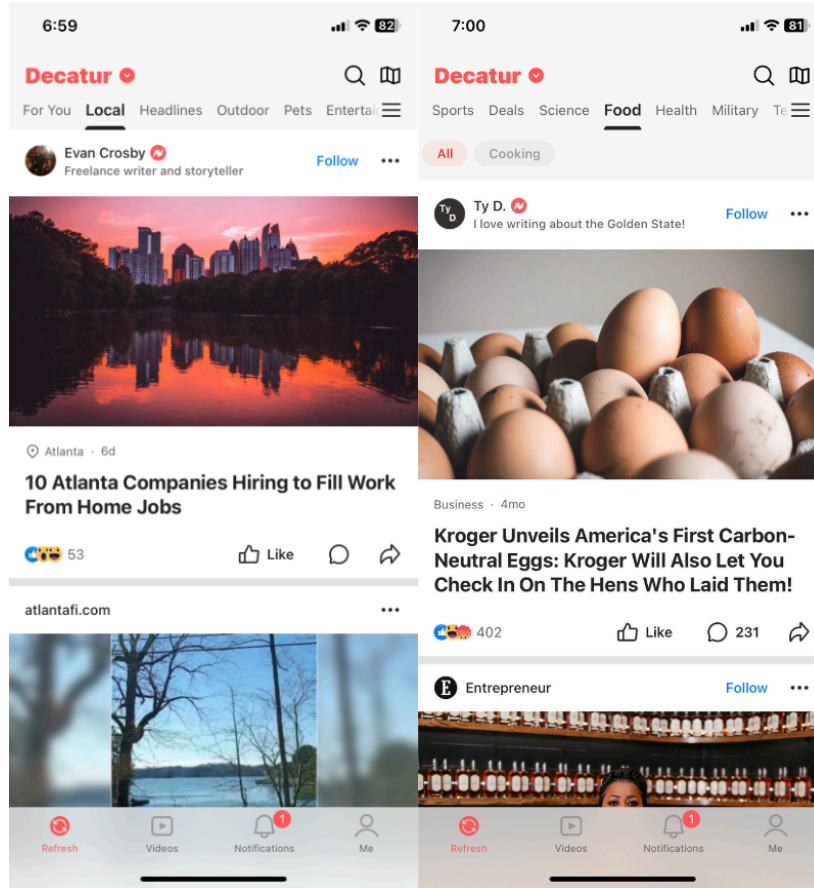 6:59
82
Decatur
For You Local Headlines Outdoor Pets Entertai
Evan Crosby
Freelance writer and storyteller
Follow
Atlanta · 6d
10 Atlanta Companies Hiring to Fill Work
From Home Jobs
53
Like
atlantafi.com
1
Refresh Videos Notifications Me
7:00
81
Decatur
Sports Deals Science Food Health Military Te
All Cooking
Ty
D
Ty D.
I love writing about the Golden State!
Follow
Business · 4mo
Kroger Unveils America's First Carbon-
Neutral Eggs: Kroger Will Also Let You
Check In On The Hens Who Laid Them!
402
Like
231
E
Entrepreneur
Follow
1
Refresh Videos Notifications Me